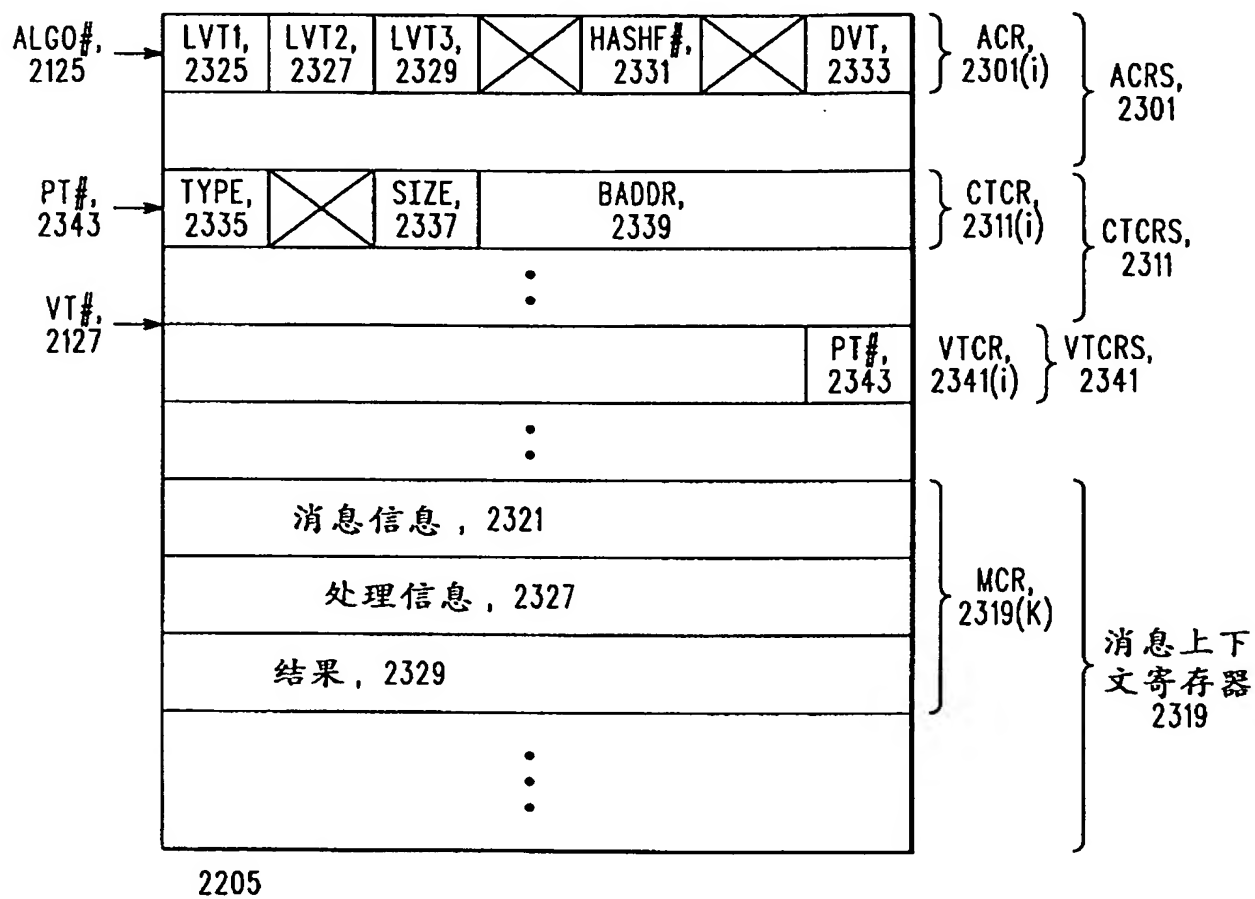 ALGO#,
2125
LVT1,
2325
LVT2,
2327
LVT3,
2329
HASHF#,
2331
DVT,
2333
ACR,
2301(i)
ACRS,
2301
PT#,
2343
TYPE,
2335
SIZE,
2337
BADDR,
2339
CTCR,
2311(i)
CTCRS,
2311
VT#,
2127
PT#,
2343
VTCR,
2341(i)
VTCRS,
2341
消息信息，2321
处理信息，2327
结果，2329
MCR,
2319(K)
消息上下
文寄存器
2319
2205